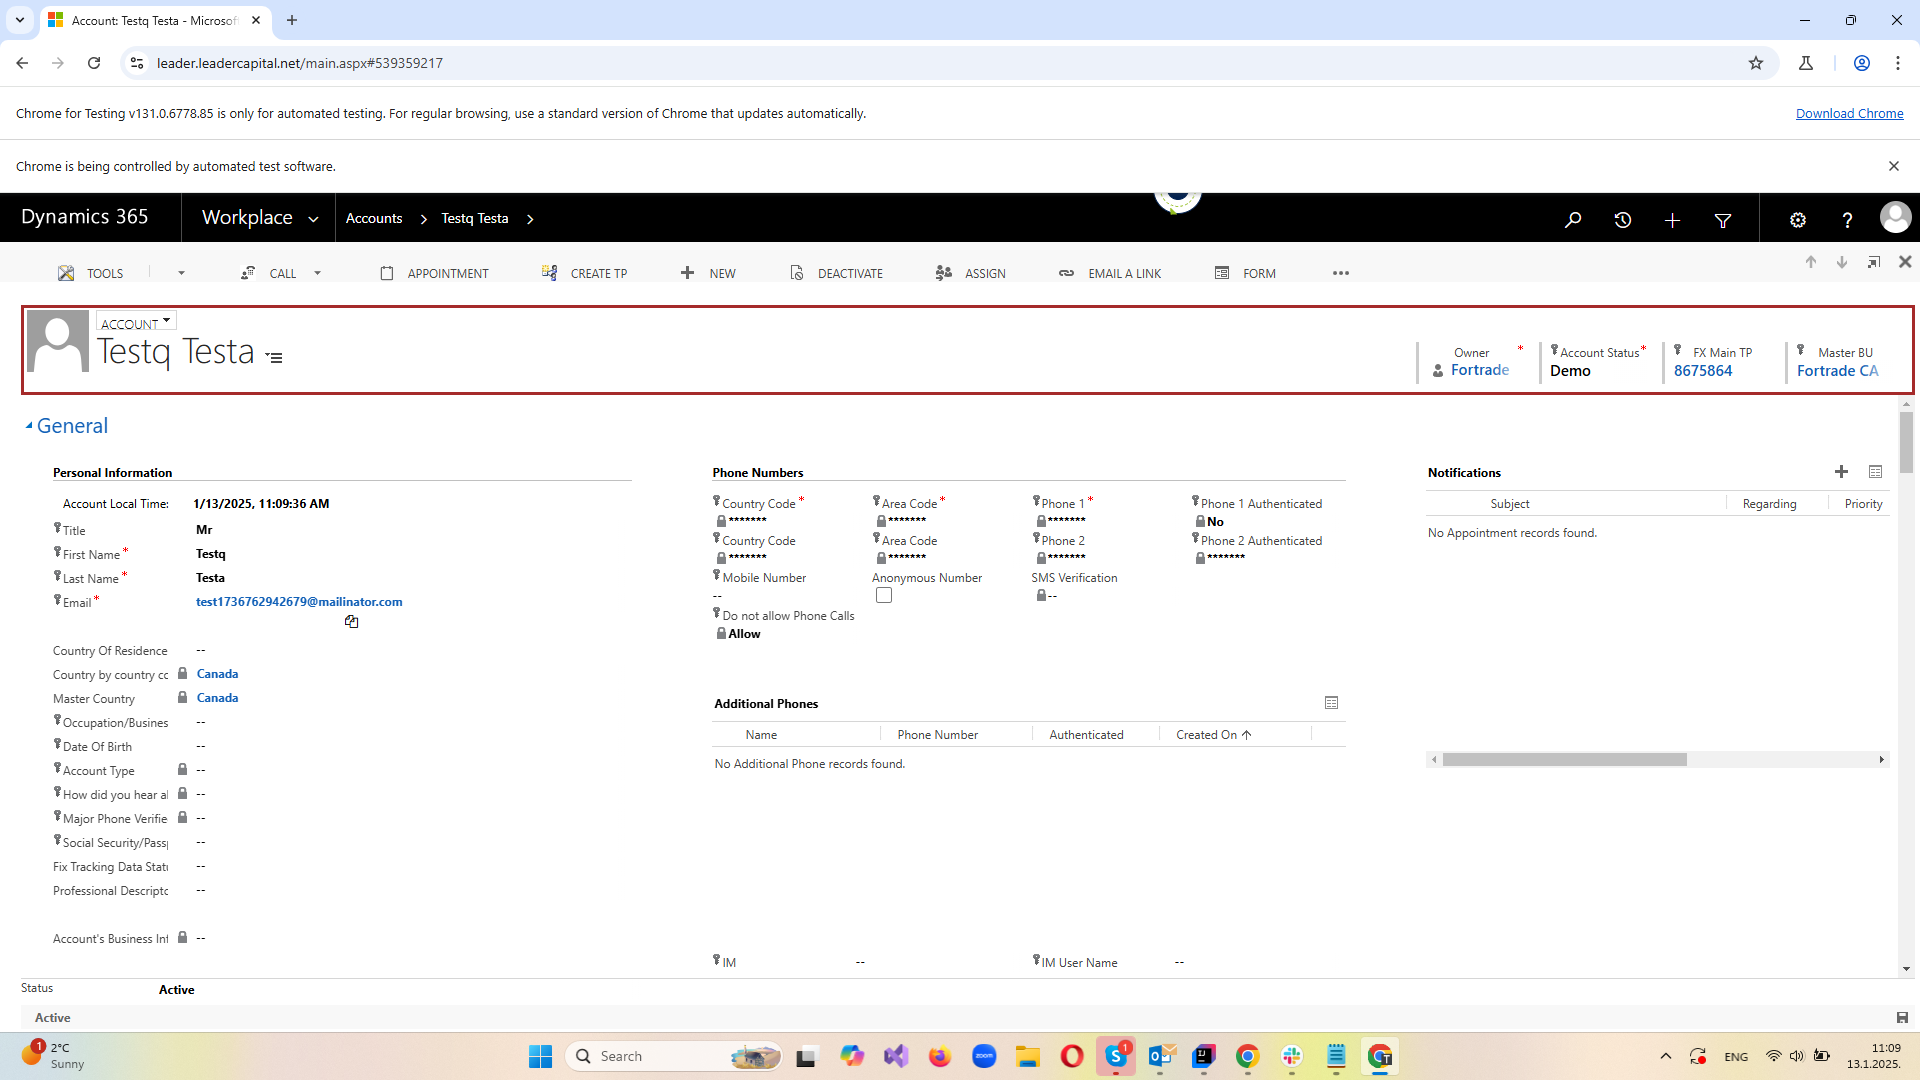 Account: Testq Testa - Microsof
leader.leadercapital.net/main.aspx#539359217
Chrome for Testing v131.0.6778.85 is only for automated testing. For regular browsing, use a standard version of Chrome that updates automatically.
Download Chrome
Chrome is being controlled by automated test software.
Dynamics 365
Workplace
Accounts
Testq Testa
TOOLS
CALL
APPOINTMENT
CREATE TP
NEW
DEACTIVATE
ASSIGN
EMAIL A LINK
FORM
ACCOUNT
Testq Testa
Owner *
Fortrade
Account Status *
Demo
FX Main TP
8675864
Master BU
Fortrade CA
General
Personal Information
Account Local Time: 1/13/2025, 11:09:36 AM
Title Mr
First Name * Testq
Last Name * Testa
Email * test1736762942679@mailinator.com
Country Of Residence --
Country by country cc Canada
Master Country Canada
Occupation/Busines --
Date Of Birth --
Account Type --
How did you hear al --
Major Phone Verifie --
Social Security/Pass --
Fix Tracking Data Statu --
Professional Descripto --
Account's Business Inf --
Phone Numbers
Country Code * Area Code * Phone 1 * Phone 1 Authenticated
******* ******* ******* No
Country Code Area Code Phone 2 Phone 2 Authenticated
******* ******* ******* *******
Mobile Number Anonymous Number SMS Verification
-- --
Do not allow Phone Calls
Allow
Additional Phones
Name Phone Number Authenticated Created On
No Additional Phone records found.
IM -- IM User Name --
Notifications
Subject Regarding Priority
No Appointment records found.
Status Active
Active
1
2°C
Sunny
Search
zoom
1
ENG
11:09
13.1.2025.